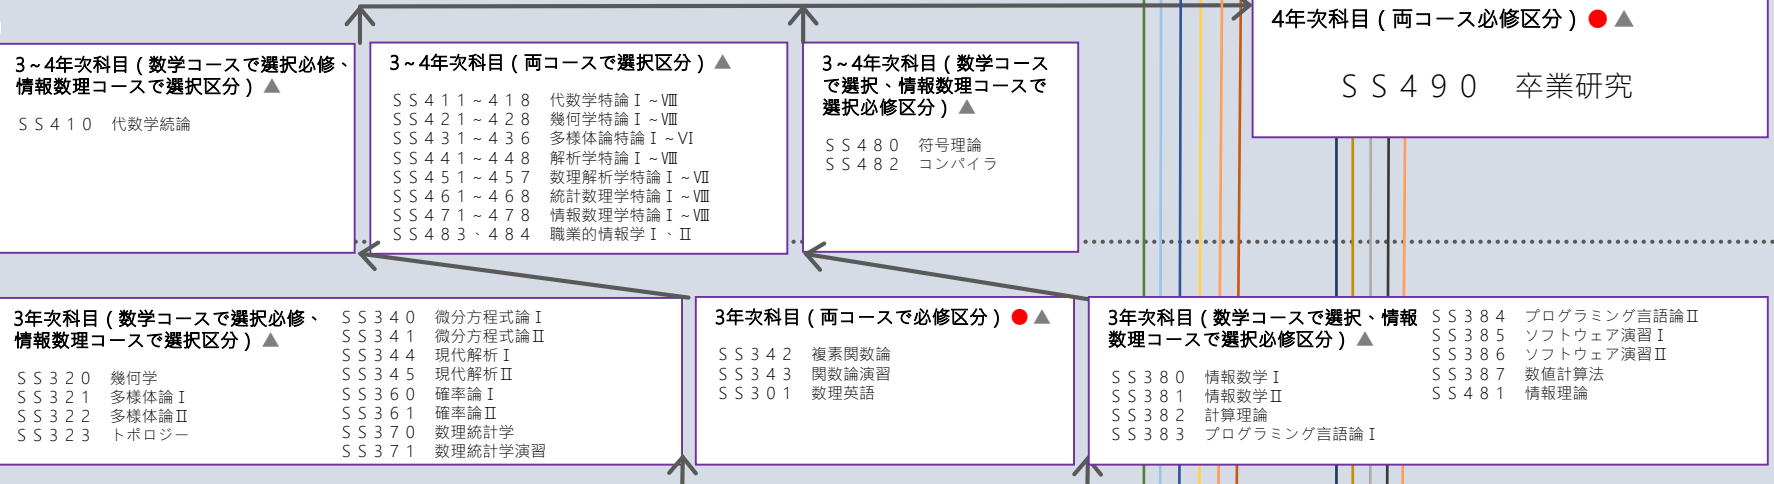 4年次科目（両コース必修区分）●▲
ＳＳ４９０　卒業研究
3~4年次科目（数学コースで選択必修、
情報数理コースで選択区分）▲
ＳＳ４１０　代数学続論
3~4年次科目（両コースで選択区分）▲
ＳＳ４１１~４１８　代数学特論Ⅰ~Ⅷ
ＳＳ４２１~４２８　幾何学特論Ⅰ~Ⅷ
ＳＳ４３１~４３６　多様体論特論Ⅰ~Ⅵ
ＳＳ４４１~４４８　解析学特論Ⅰ~Ⅷ
ＳＳ４５１~４５７　数理解析学特論Ⅰ~Ⅶ
ＳＳ４６１~４６８　統計数理学特論Ⅰ~Ⅷ
ＳＳ４７１~４７８　情報数理学特論Ⅰ~Ⅷ
ＳＳ４８３、４８４　職業的情報学Ⅰ、Ⅱ
3~4年次科目（数学コース
で選択、情報数理コースで
選択必修区分）▲
ＳＳ４８０　符号理論
ＳＳ４８２　コンパイラ
3年次科目（数学コースで選択必修、
情報数理コースで選択区分）▲
ＳＳ３２０　幾何学
ＳＳ３２１　多様体論Ⅰ
ＳＳ３２２　多様体論Ⅱ
ＳＳ３２３　トポロジー
ＳＳ３４０　微分方程式論Ⅰ
ＳＳ３４１　微分方程式論Ⅱ
ＳＳ３４４　現代解析Ⅰ
ＳＳ３４５　現代解析Ⅱ
ＳＳ３６０　確率論Ⅰ
ＳＳ３６１　確率論Ⅱ
ＳＳ３７０　数理統計学
ＳＳ３７１　数理統計学演習
3年次科目（両コースで必修区分）●▲
ＳＳ３４２　複素関数論
ＳＳ３４３　関数論演習
ＳＳ３０１　数理英語
3年次科目（数学コースで選択、情報
数理コースで選択必修区分）▲
ＳＳ３８０　情報数学Ⅰ
ＳＳ３８１　情報数学Ⅱ
ＳＳ３８２　計算理論
ＳＳ３８３　プログラミング言語論Ⅰ
ＳＳ３８４　プログラミング言語論Ⅱ
ＳＳ３８５　ソフトウェア演習Ⅰ
ＳＳ３８６　ソフトウェア演習Ⅱ
ＳＳ３８７　数値計算法
ＳＳ４８１　情報理論